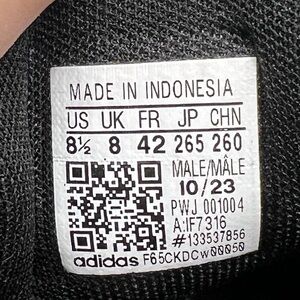 MADE IN INDONESIA
US UK FR JP CHN
8½ 8 42 265 260
MALE/MÂLE
10/23
PWJ 001004
A:IF7316
#133537856
adidas F65CKDCw00050